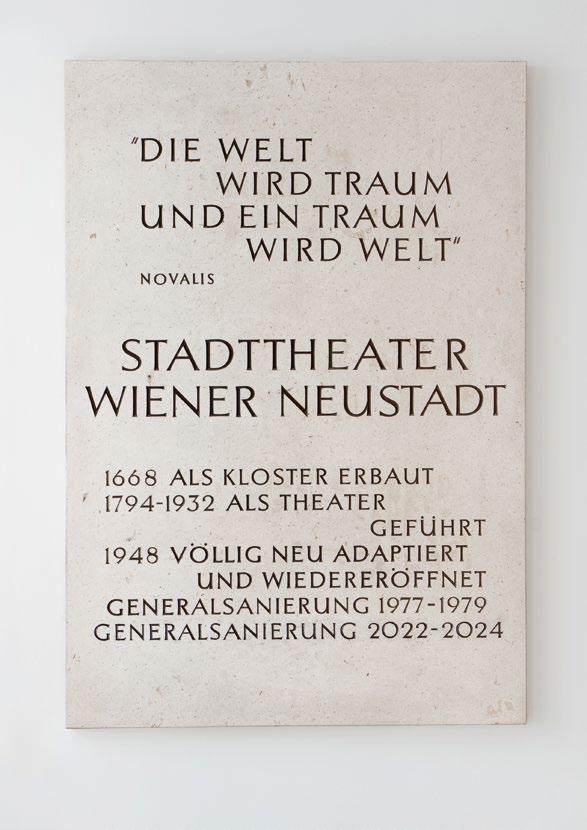 "DIE WELT
WIRD TRAUM
UND EIN TRAUM
WIRD WELT"
NOVALIS
STADTTHEATER
WIENER NEUSTADT
1668 ALS KLOSTER ERBAUT
1794-1932 ALS THEATER
GEFÜHRT
1948 VÖLLIG NEU ADAPTIERT
UND WIEDERERÖFFNET
GENERALSANIERUNG 1977-1979
GENERALSANIERUNG 2022-2024